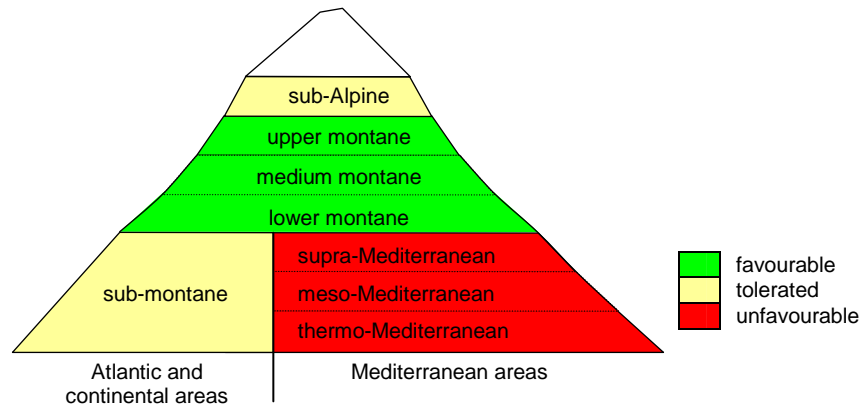 sub-Alpine
upper montane
medium montane
lower montane
supra-Mediterranean
sub-montane
meso-Mediterranean
thermo-Mediterranean
favourable
tolerated
unfavourable
Atlantic and
continental areas
Mediterranean areas